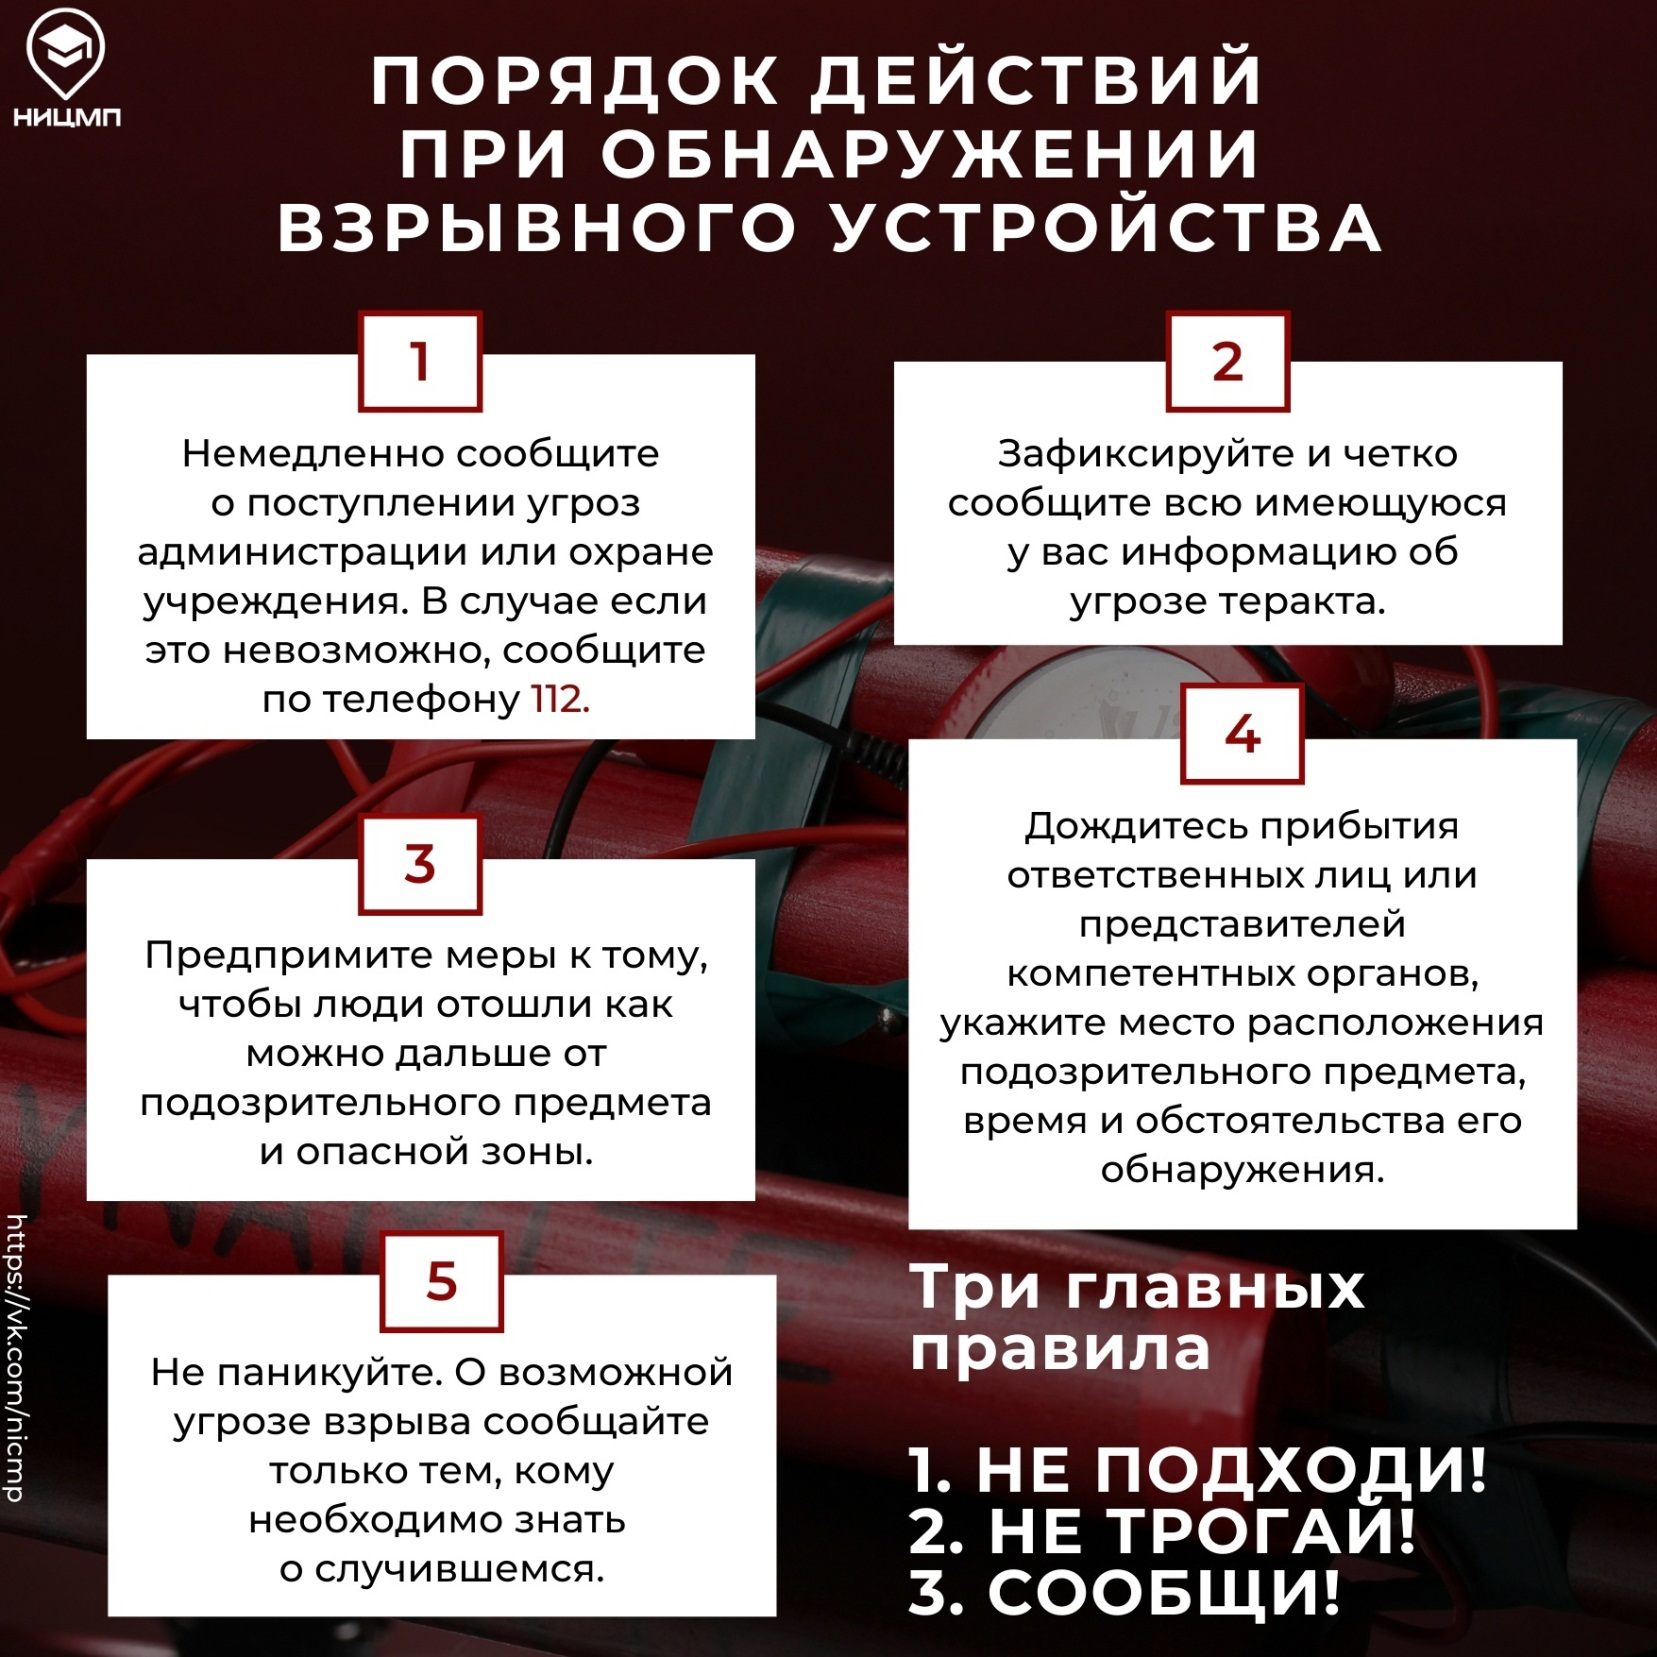 НИЦМП
ПОРЯДОК ДЕЙСТВИЙ
ПРИ ОБНАРУЖЕНИИ
ВЗРЫВНОГО УСТРОЙСТВА
1
Немедленно сообщите
о поступлении угроз
администрации или охране
учреждения. В случае если
это невозможно, сообщите
по телефону 112.
2
Зафиксируйте и четко
сообщите всю имеющуюся
у вас информацию об
угрозе теракта.
3
Предпримите меры к тому,
чтобы люди отошли как
можно дальше от
подозрительного предмета
и опасной зоны.
4
Дождитесь прибытия
ответственных лиц или
представителей
компетентных органов,
укажите место расположения
подозрительного предмета,
время и обстоятельства его
обнаружения.
5
Не паникуйте. О возможной
угрозе взрыва сообщайте
только тем, кому
необходимо знать
о случившемся.
Три главных
правила
1. НЕ ПОДХОДИ!
2. НЕ ТРОГАЙ!
3. СООБЩИ!
https://vk.com/nicmp